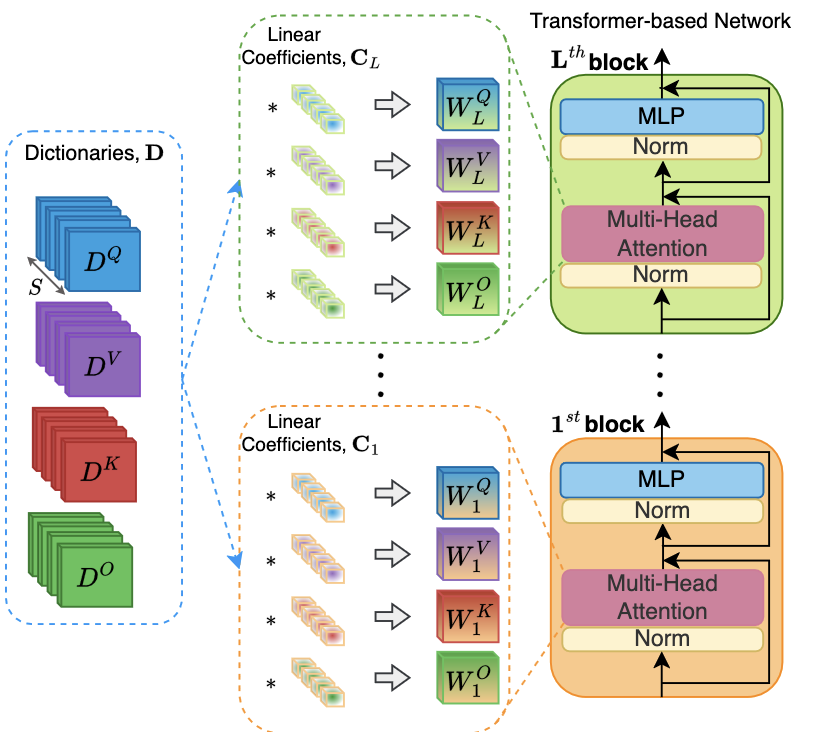 Transformer-based Network
Linear
Coefficients, C_L
L^{th} block
* W_L^Q
* W_L^V
* W_L^K
* W_L^O
MLP
Norm
Multi-Head
Attention
Norm
Dictionaries, D
D^Q
S
D^V
D^K
D^O
Linear
Coefficients, C_1
1^{st} block
* W_1^Q
* W_1^V
* W_1^K
* W_1^O
MLP
Norm
Multi-Head
Attention
Norm